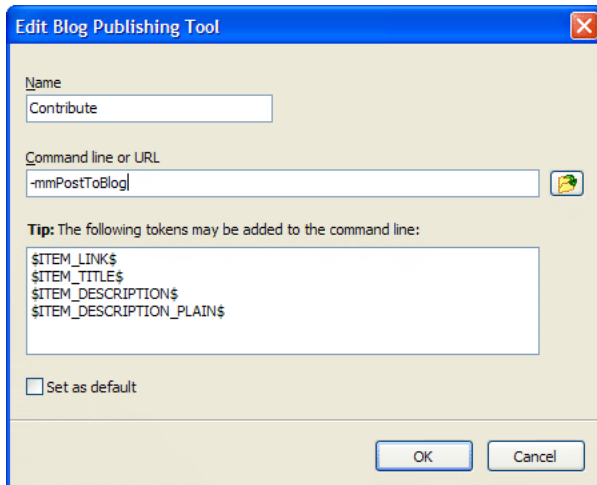 Edit Blog Publishing Tool
Name
Contribute
Command line or URL
-mmPostToBlog
Tip: The following tokens may be added to the command line:
$ITEM_LINK$
$ITEM_TITLE$
$ITEM_DESCRIPTION$
$ITEM_DESCRIPTION_PLAIN$
Set as default
OK Cancel